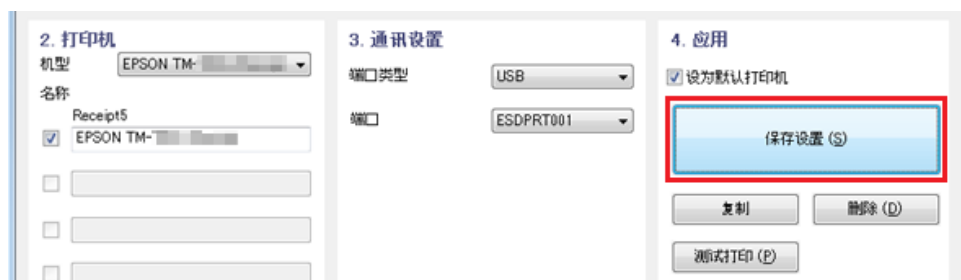 2. 打印机
机型
EPSON TM-
名称
Receipt5
EPSON TM-
3. 通讯设置
端口类型
USB
端口
ESDPRT001
4. 应用
设为默认打印机
保存设置 (S)
复制
删除 (D)
测试打印 (P)